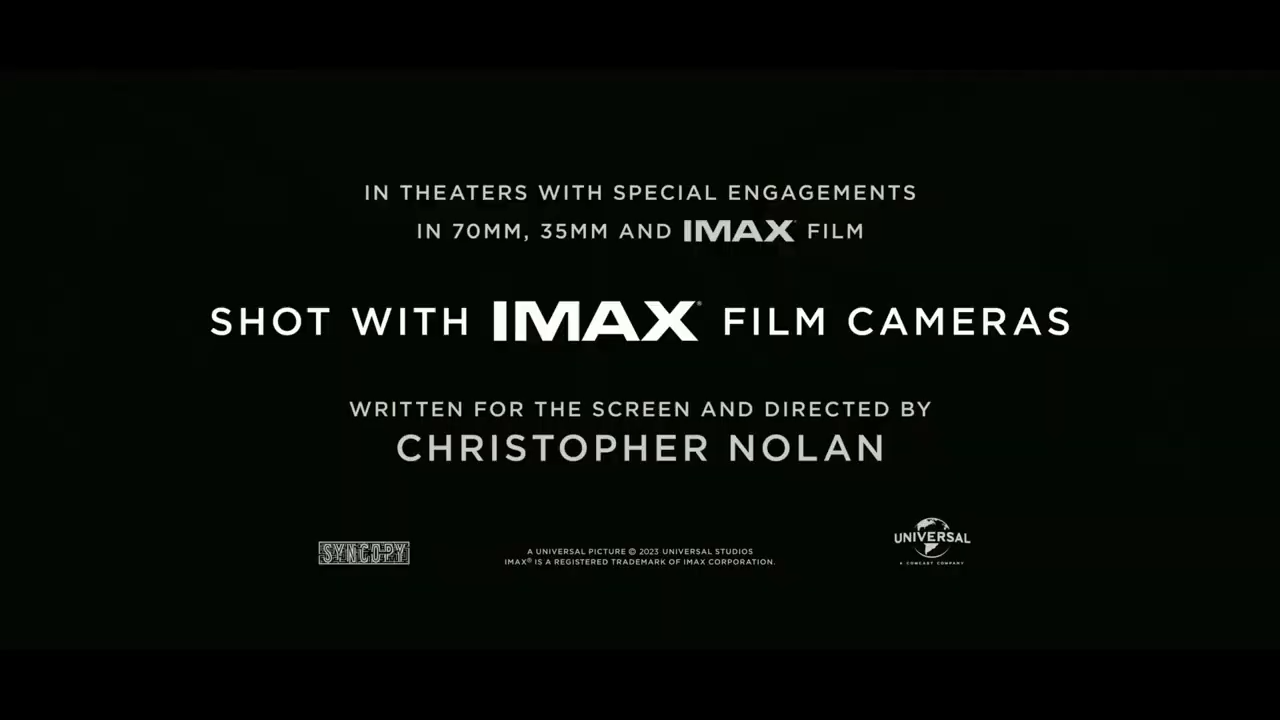 IN THEATERS WITH SPECIAL ENGAGEMENTS
IN 70MM, 35MM AND IMAX® FILM
SHOT WITH IMAX® FILM CAMERAS
WRITTEN FOR THE SCREEN AND DIRECTED BY
CHRISTOPHER NOLAN
SYNCOPY
A UNIVERSAL PICTURE © 2023 UNIVERSAL STUDIOS
IMAX® IS A REGISTERED TRADEMARK OF IMAX CORPORATION.
UNIVERSAL
A COMCAST COMPANY